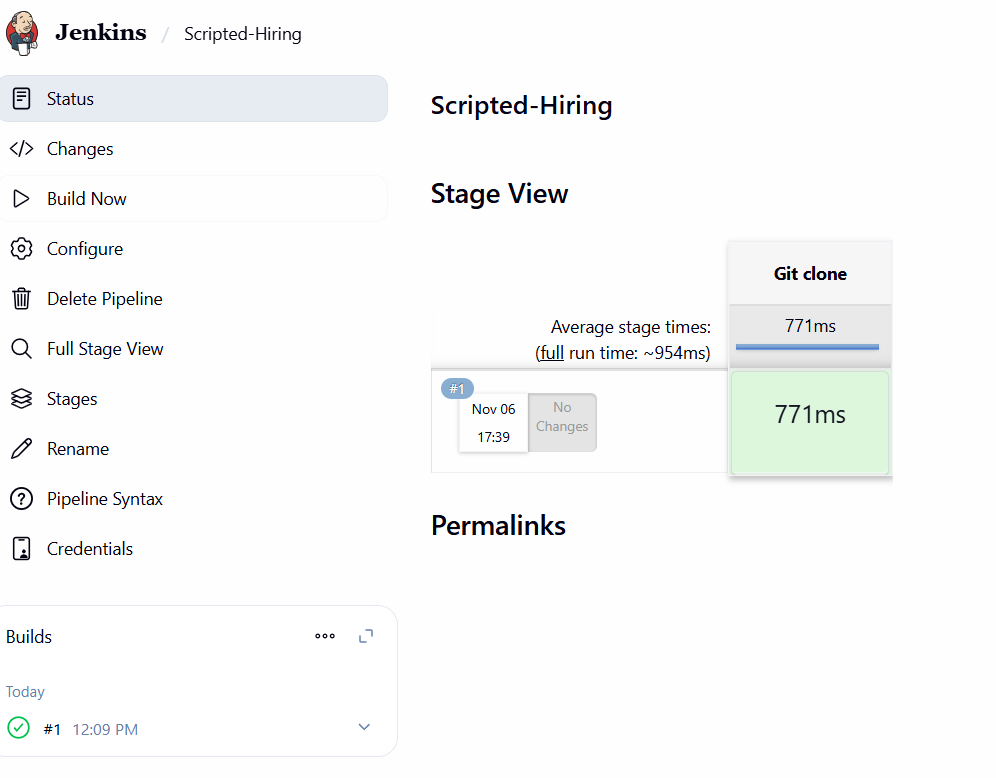 Jenkins / Scripted-Hiring
Status
Changes
Build Now
Configure
Delete Pipeline
Full Stage View
Stages
Rename
Pipeline Syntax
Credentials
Builds
Today
#1 12:09 PM
Scripted-Hiring
Stage View
Git clone
Average stage times:
771ms
(full run time: ~954ms)
#1
Nov 06
17:39
No
Changes
771ms
Permalinks